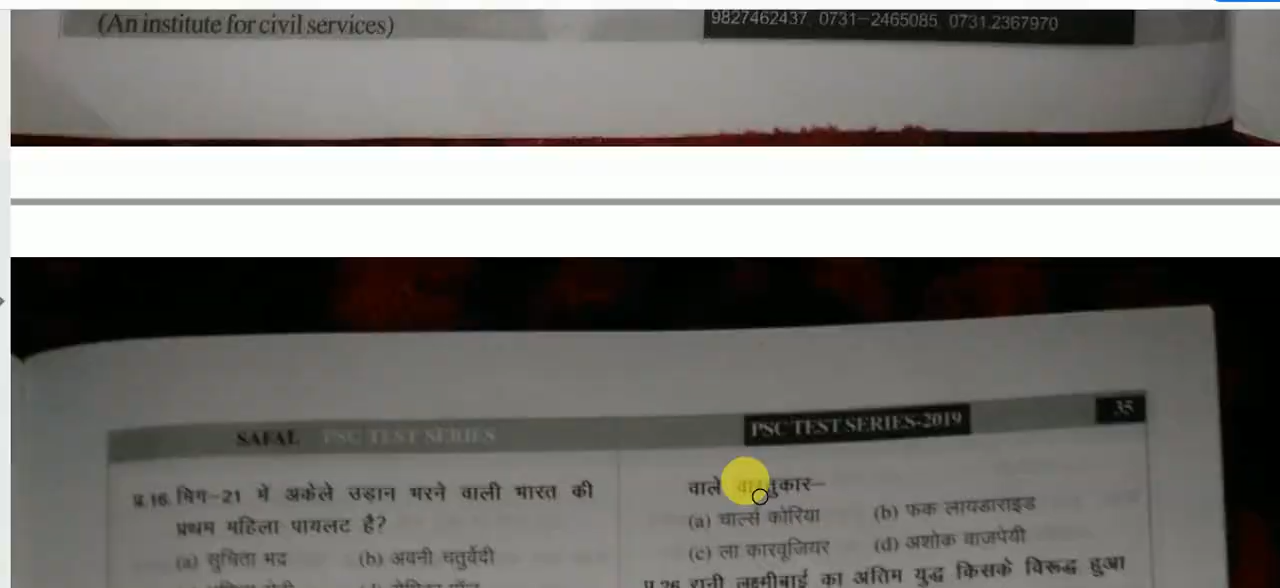 (An institute for civil services)
9827462437, 0731-2465085, 0731.2367970
SAFAL PSC TEST SERIES
PSC TEST SERIES-2019
35
प्र.16. मिग-21 में अकेले उड़ान भरने वाली भारत की
प्रथम महिला पायलट है?
(a) सुचिता भद्र (b) अवनी चतुर्वेदी
वाले वास्तुकार-
(a) चार्ल्स कोरिया (b) फक लायडाराइड
(c) ला कारवूजियर (d) अशोक वाजपेयी
प्र.26 रानी लक्ष्मीबाई का अंतिम युद्ध किसके विरूद्ध हुआ